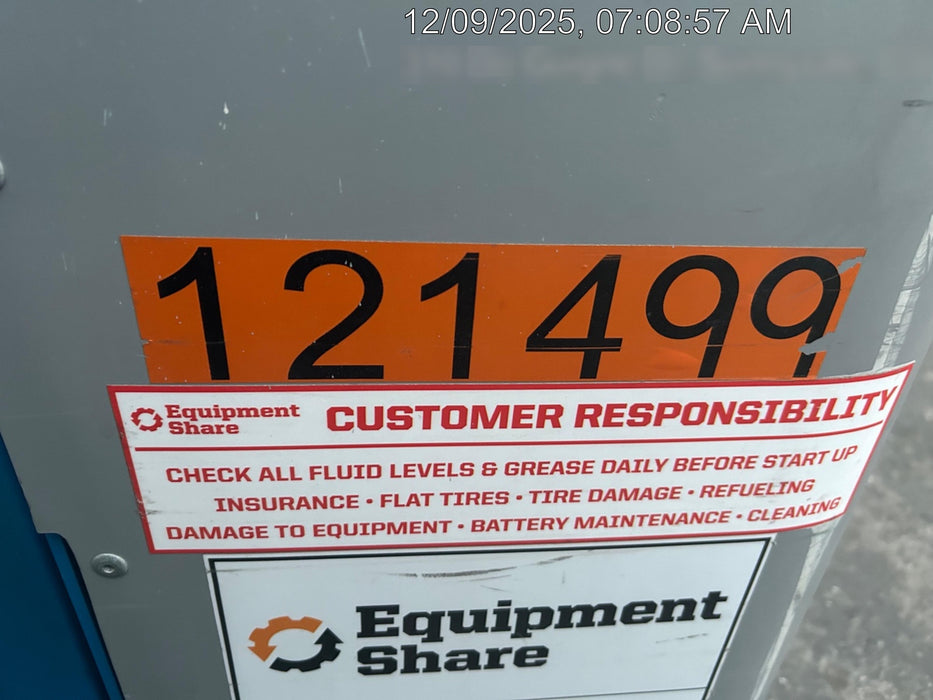 12/09/2025, 07:08:57 AM
121499
Equipment Share
CUSTOMER RESPONSIBILITY
CHECK ALL FLUID LEVELS & GREASE DAILY BEFORE START UP
INSURANCE • FLAT TIRES • TIRE DAMAGE • REFUELING
DAMAGE TO EQUIPMENT • BATTERY MAINTENANCE • CLEANING
Equipment
Share